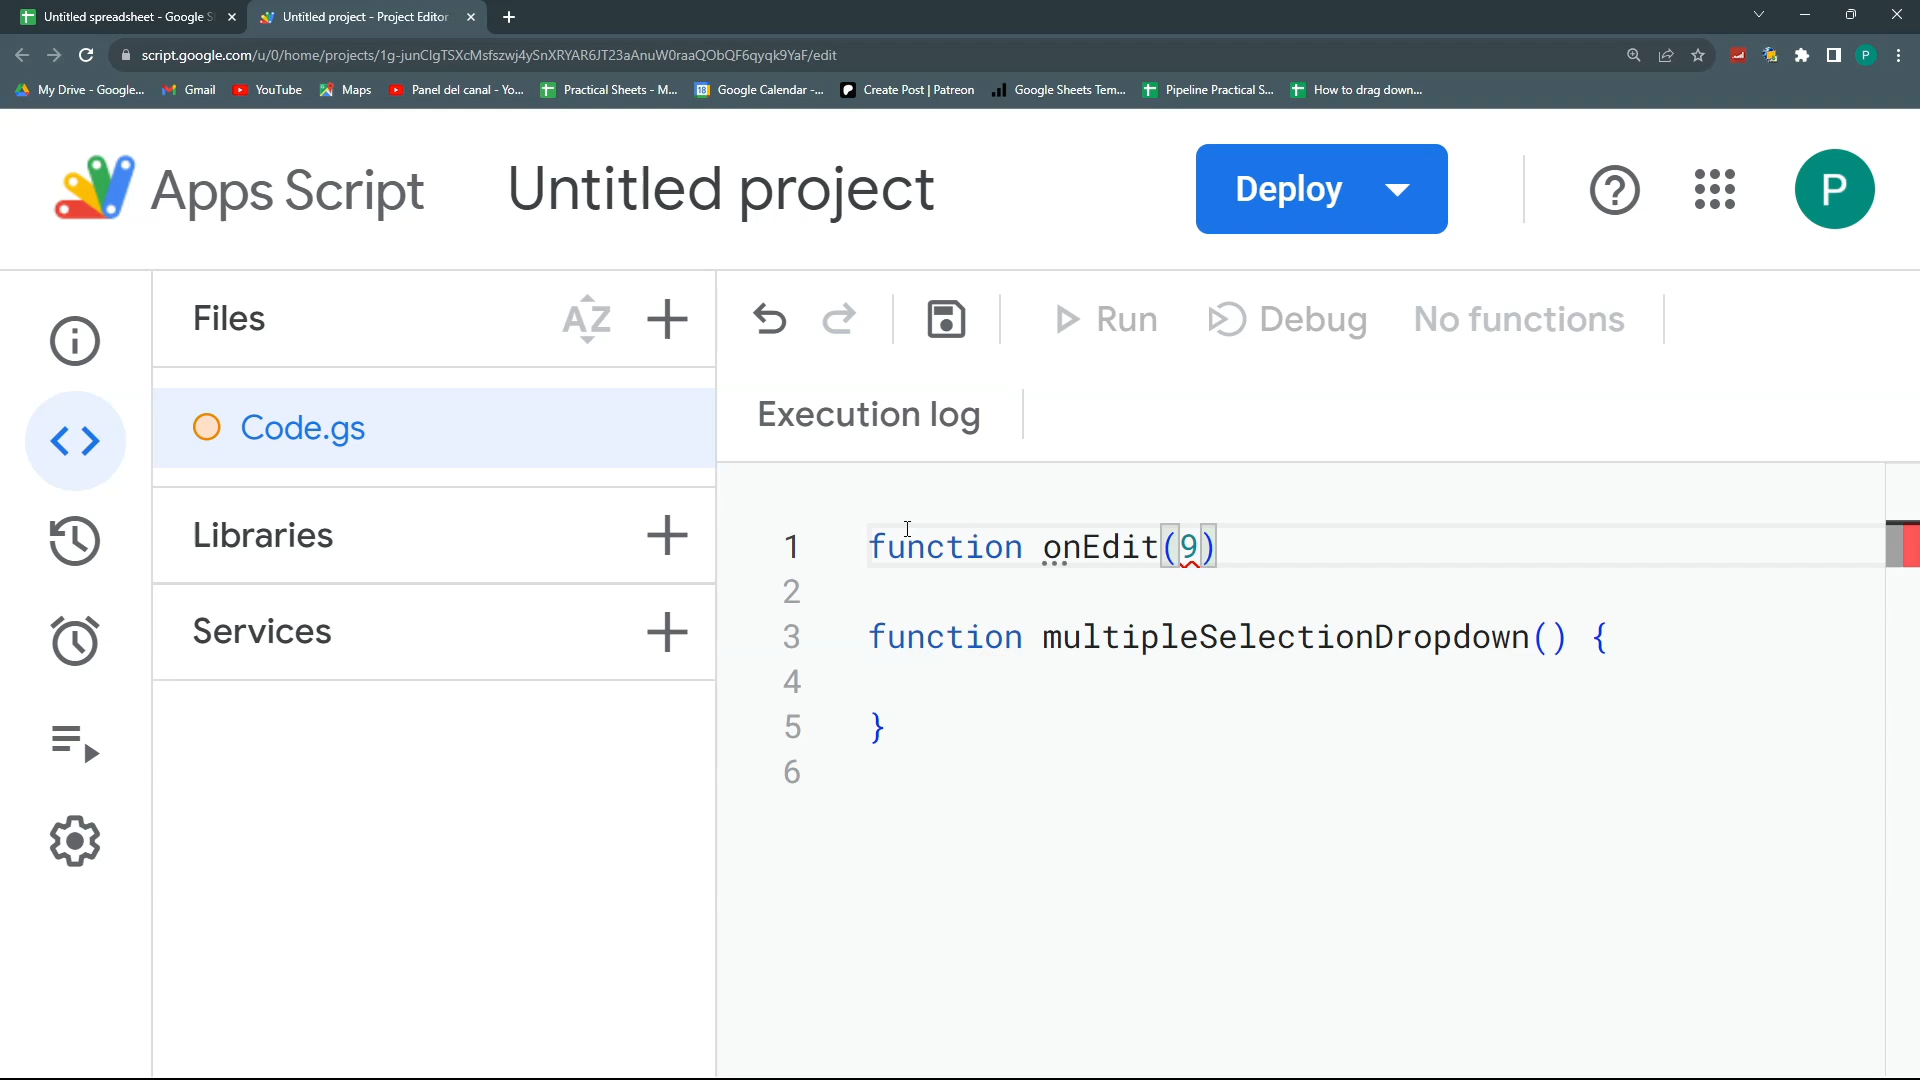 Untitled spreadsheet - Google S
Untitled project - Project Editor
script.google.com/u/0/home/projects/1g-junClgTSXcMsfszwj4ySnXRYAR6JT23aAnuW0raaQObQF6qyqk9YaF/edit
P
My Drive - Google...
Gmail
YouTube
Maps
Panel del canal - Yo...
Practical Sheets - M...
18
Google Calendar -...
Create Post | Patreon
Google Sheets Tem...
Pipeline Practical S...
How to drag down...
Apps Script
Untitled project
Deploy
P
Files
AZ
Run
Debug
No functions
Code.gs
Execution log
Libraries
Services
1 function onEdit(9)
2
3 function multipleSelectionDropdown() {
4
5 }
6